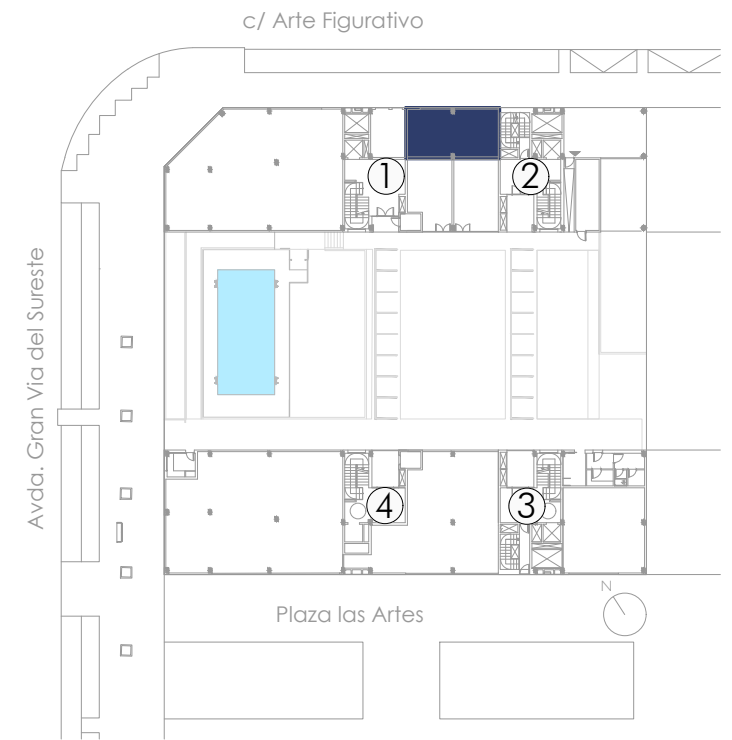 c/ Arte Figurativo
1
2
Avda. Gran Via del Sureste
4
3
N
Plaza las Artes